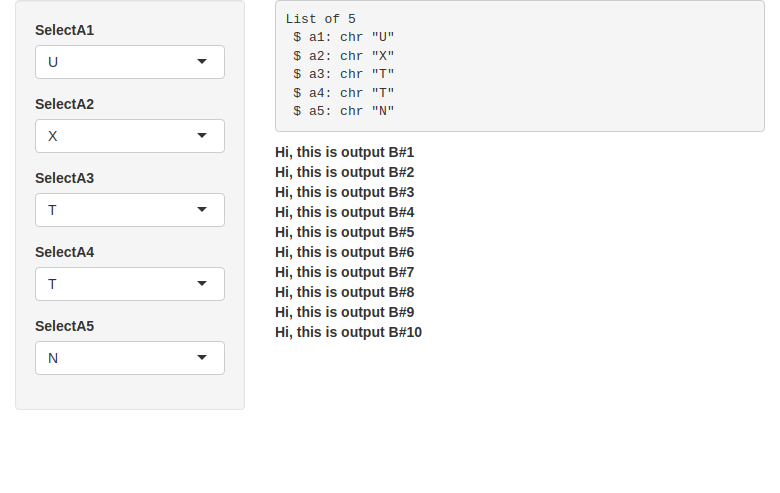 SelectA1
U
SelectA2
X
SelectA3
T
SelectA4
T
SelectA5
N
List of 5
 $ a1: chr "U"
 $ a2: chr "X"
 $ a3: chr "T"
 $ a4: chr "T"
 $ a5: chr "N"
Hi, this is output B#1
Hi, this is output B#2
Hi, this is output B#3
Hi, this is output B#4
Hi, this is output B#5
Hi, this is output B#6
Hi, this is output B#7
Hi, this is output B#8
Hi, this is output B#9
Hi, this is output B#10